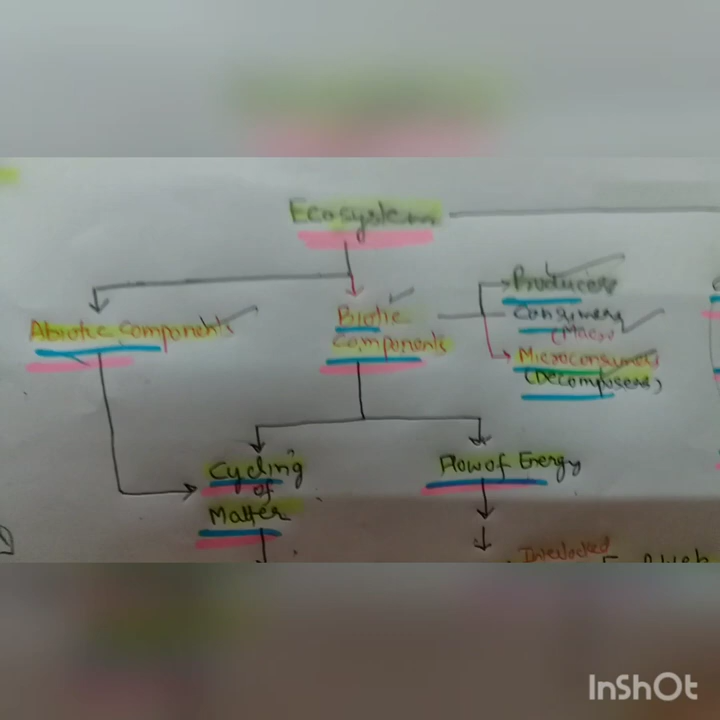 Ecosystem
Abiotic Components
Biotic
Components
Producers
Consumers
(Macro)
Microconsumers
(Decomposers)
Cycling
of
Matter
Flow of Energy
Interlocked
InShOt